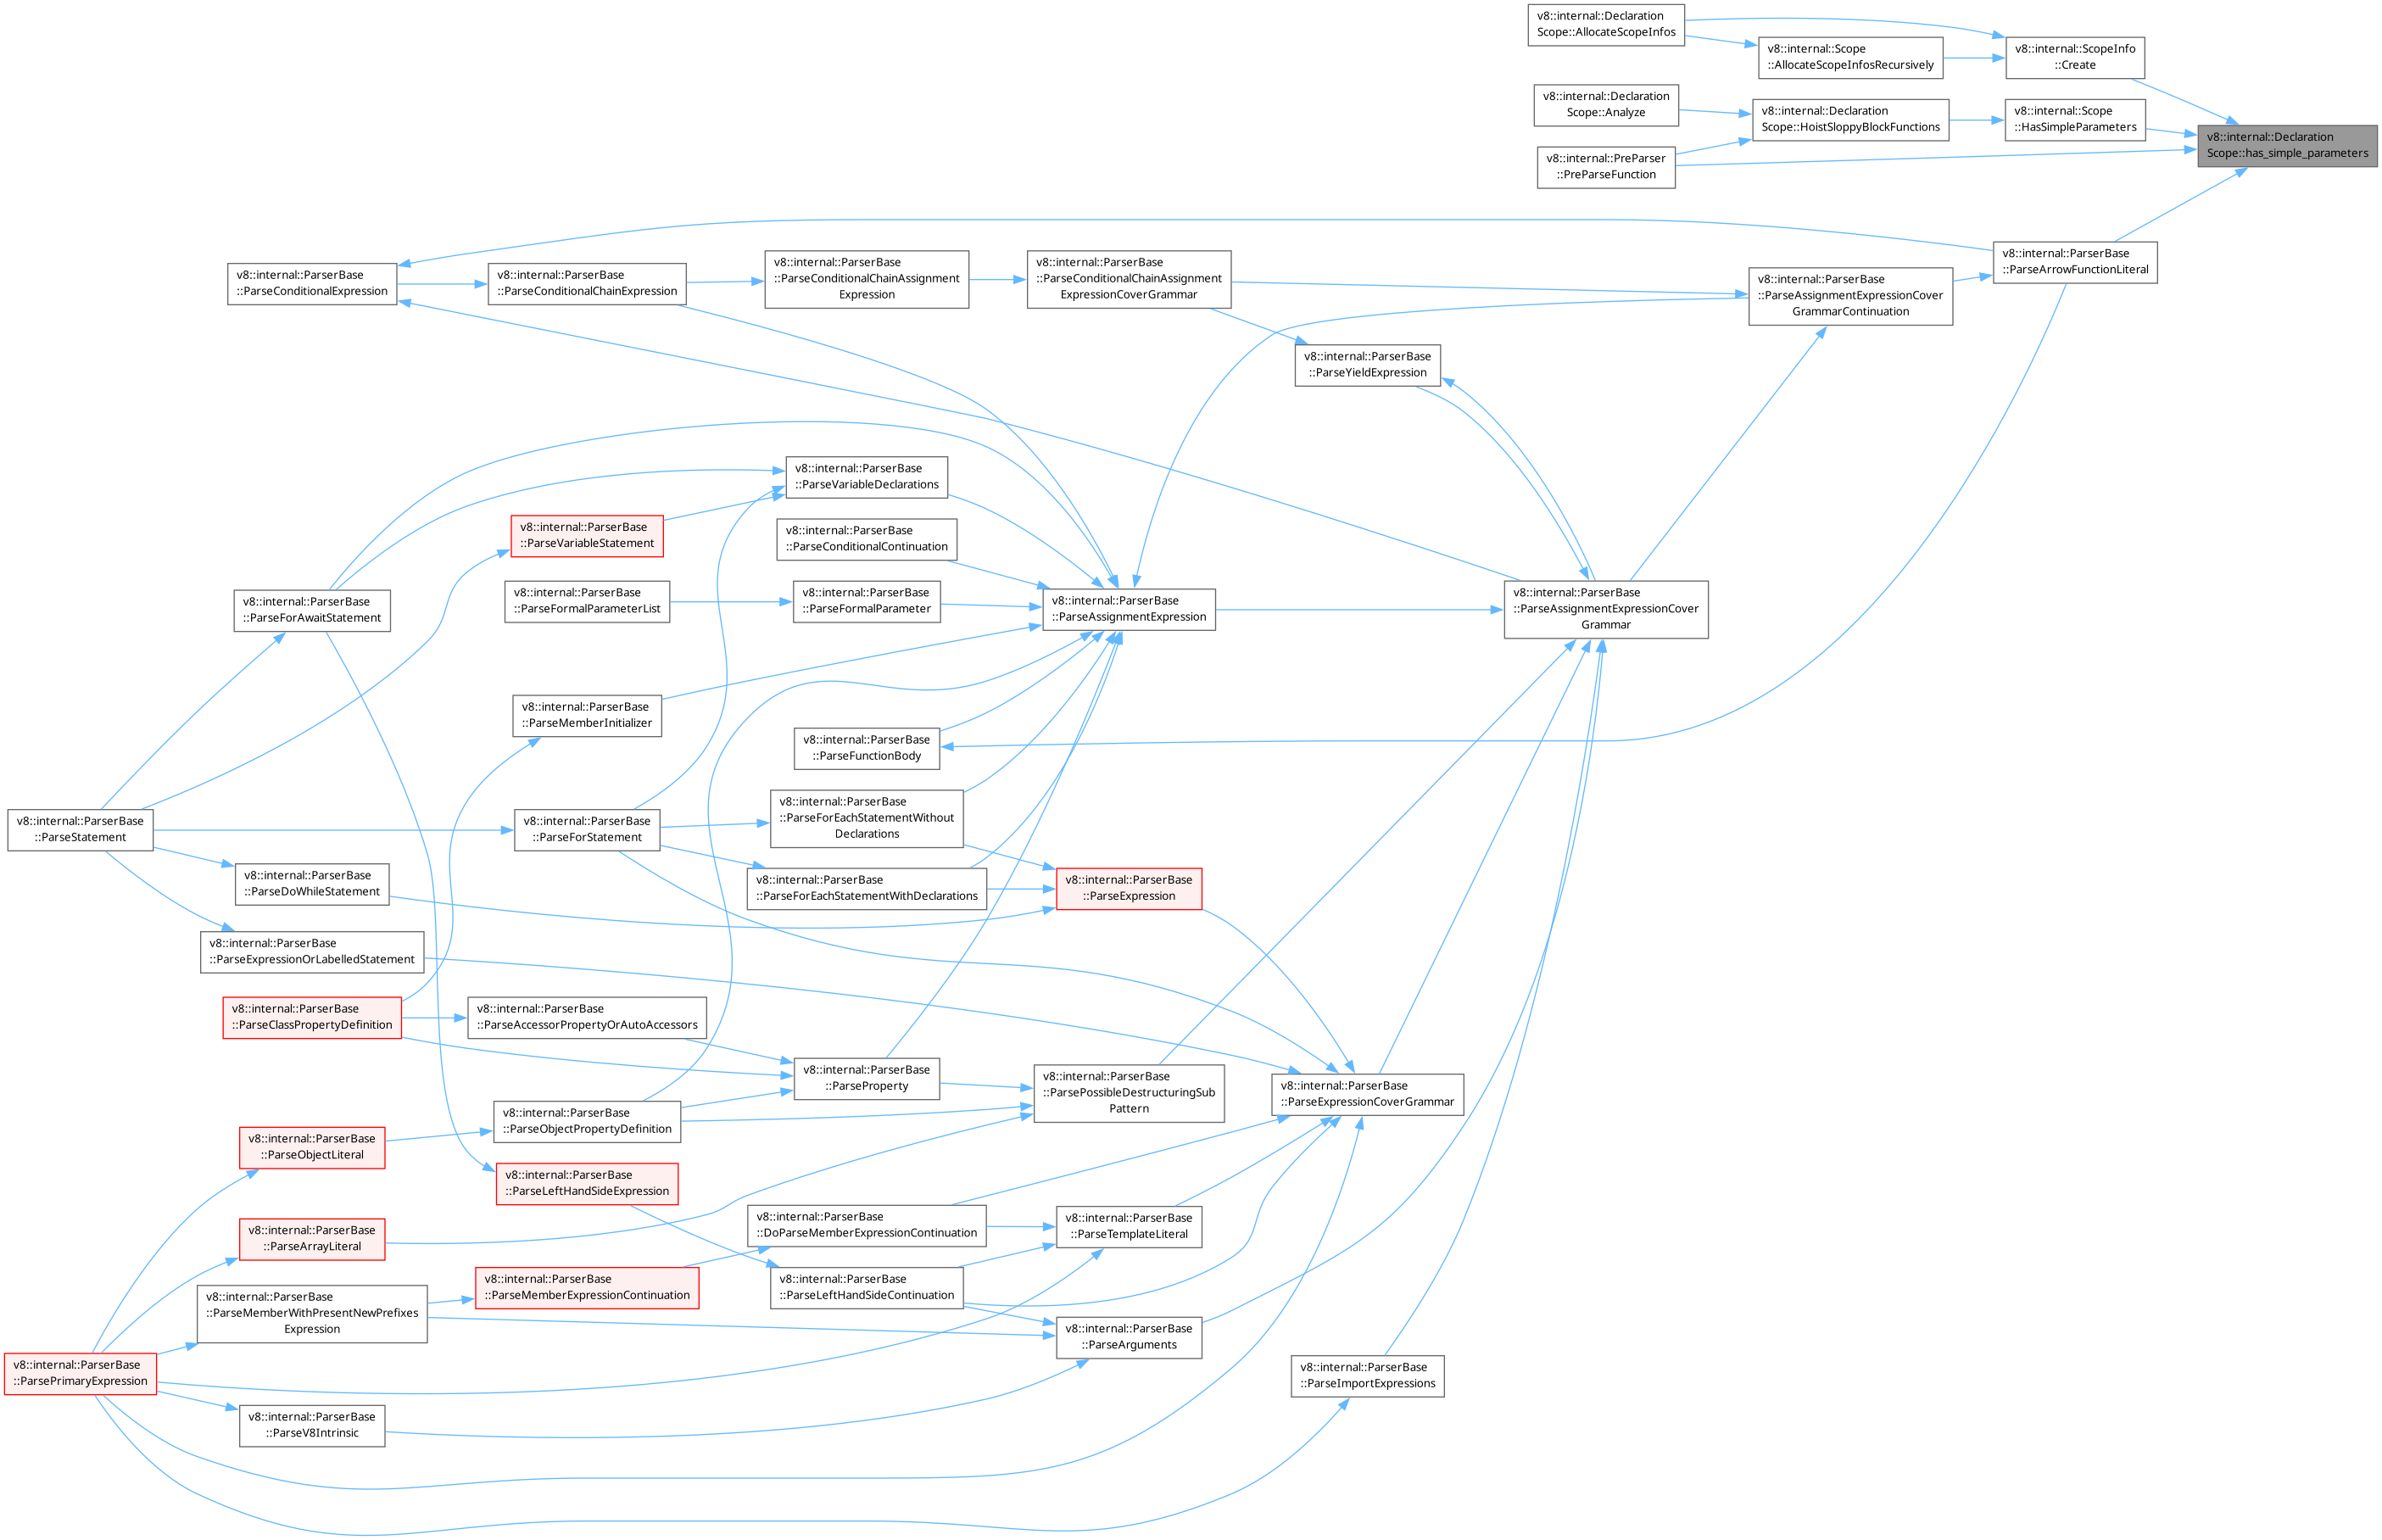 v8::internal::Declaration
Scope::AllocateScopeInfos
v8::internal::Scope
::AllocateScopeInfosRecursively
v8::internal::ScopeInfo
::Create
v8::internal::Declaration
Scope::Analyze
v8::internal::Declaration
Scope::HoistSloppyBlockFunctions
v8::internal::Scope
::HasSimpleParameters
v8::internal::Declaration
Scope::has_simple_parameters
v8::internal::PreParser
::PreParseFunction
v8::internal::ParserBase
::ParseArrowFunctionLiteral
v8::internal::ParserBase
::ParseConditionalExpression
v8::internal::ParserBase
::ParseConditionalChainExpression
v8::internal::ParserBase
::ParseConditionalChainAssignment
Expression
v8::internal::ParserBase
::ParseConditionalChainAssignment
ExpressionCoverGrammar
v8::internal::ParserBase
::ParseAssignmentExpressionCover
GrammarContinuation
v8::internal::ParserBase
::ParseYieldExpression
v8::internal::ParserBase
::ParseVariableDeclarations
v8::internal::ParserBase
::ParseVariableStatement
v8::internal::ParserBase
::ParseConditionalContinuation
v8::internal::ParserBase
::ParseForAwaitStatement
v8::internal::ParserBase
::ParseFormalParameterList
v8::internal::ParserBase
::ParseFormalParameter
v8::internal::ParserBase
::ParseAssignmentExpression
v8::internal::ParserBase
::ParseAssignmentExpressionCover
Grammar
v8::internal::ParserBase
::ParseMemberInitializer
v8::internal::ParserBase
::ParseFunctionBody
v8::internal::ParserBase
::ParseStatement
v8::internal::ParserBase
::ParseForStatement
v8::internal::ParserBase
::ParseForEachStatementWithout
Declarations
v8::internal::ParserBase
::ParseDoWhileStatement
v8::internal::ParserBase
::ParseForEachStatementWithDeclarations
v8::internal::ParserBase
::ParseExpression
v8::internal::ParserBase
::ParseExpressionOrLabelledStatement
v8::internal::ParserBase
::ParseClassPropertyDefinition
v8::internal::ParserBase
::ParseAccessorPropertyOrAutoAccessors
v8::internal::ParserBase
::ParseProperty
v8::internal::ParserBase
::ParsePossibleDestructuringSub
Pattern
v8::internal::ParserBase
::ParseExpressionCoverGrammar
v8::internal::ParserBase
::ParseObjectPropertyDefinition
v8::internal::ParserBase
::ParseObjectLiteral
v8::internal::ParserBase
::ParseLeftHandSideExpression
v8::internal::ParserBase
::ParseArrayLiteral
v8::internal::ParserBase
::DoParseMemberExpressionContinuation
v8::internal::ParserBase
::ParseTemplateLiteral
v8::internal::ParserBase
::ParseMemberWithPresentNewPrefixes
Expression
v8::internal::ParserBase
::ParseMemberExpressionContinuation
v8::internal::ParserBase
::ParseLeftHandSideContinuation
v8::internal::ParserBase
::ParseArguments
v8::internal::ParserBase
::ParsePrimaryExpression
v8::internal::ParserBase
::ParseImportExpressions
v8::internal::ParserBase
::ParseV8Intrinsic